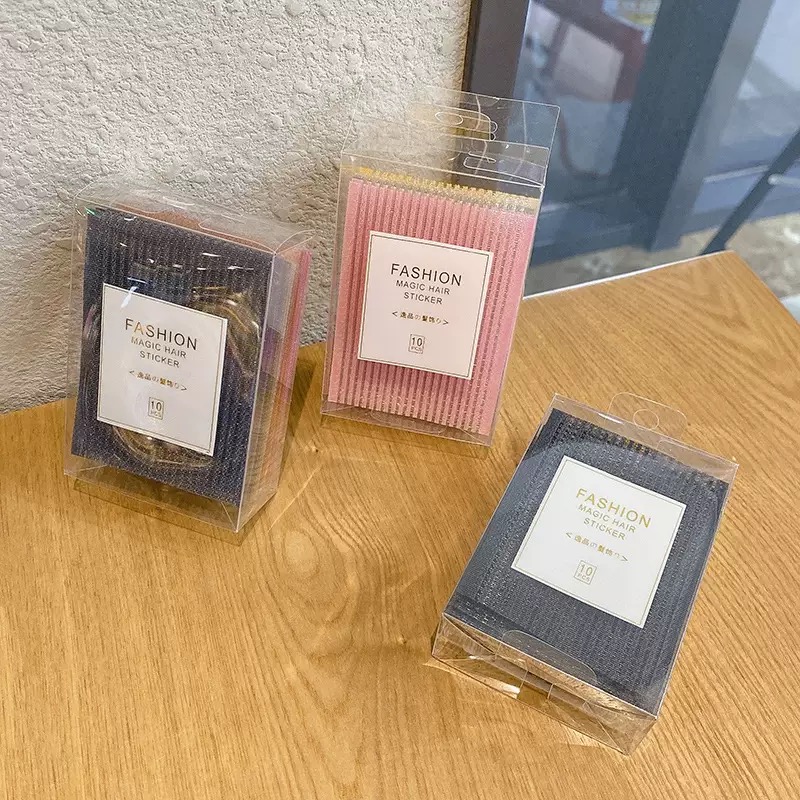 FASHION
MAGIC HAIR
STICKER
<逸品の髪飾り>
10
PCS
FASHION
MAGIC HAIR
STICKER
<逸品の髪飾り>
10
PCS
FASHION
MAGIC HAIR
STICKER
<逸品の髪飾り>
10
PCS